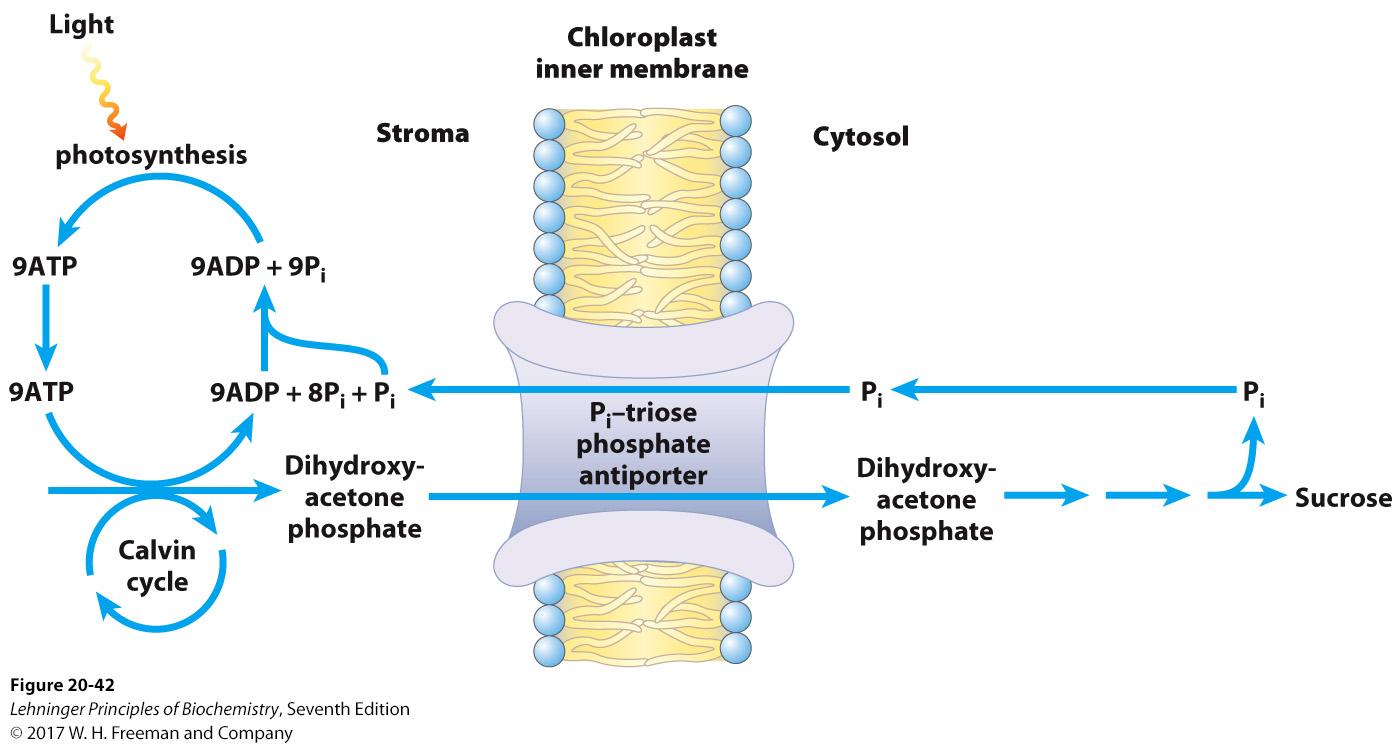 Light
photosynthesis
9ATP
9ADP + 9Pi
9ATP
9ADP + 8Pi + Pi
Calvin
cycle
Dihydroxy-
acetone
phosphate
Stroma
Chloroplast
inner membrane
Cytosol
Pi–triose
phosphate
antiporter
Pi
Pi
Dihydroxy-
acetone
phosphate
Sucrose
Figure 20-42
Lehninger Principles of Biochemistry, Seventh Edition
© 2017 W. H. Freeman and Company